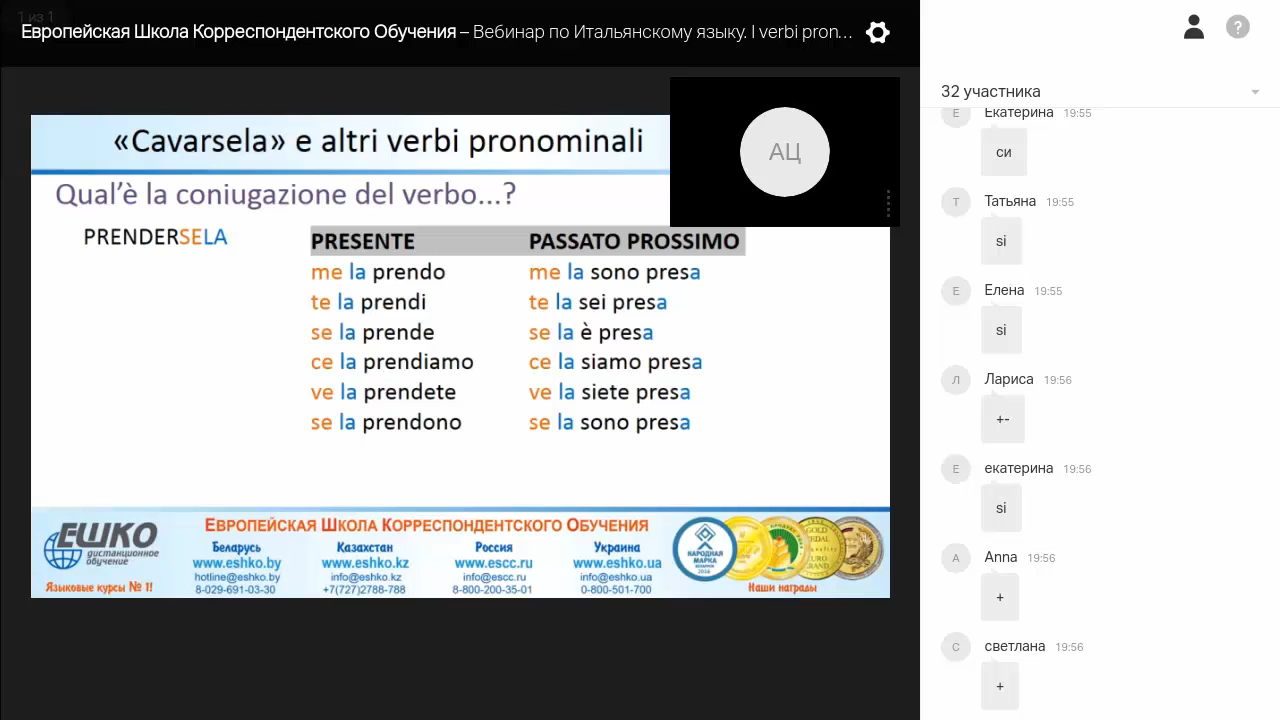 1 из 1
Европейская Школа Корреспондентского Обучения – Вебинар по Итальянскому языку. I verbi pron...
?
32 участника
АЦ
«Cavarsela» e altri verbi pronominali
Qual’è la coniugazione del verbo...?
PRENDERSELA
PRESENTE PASSATO PROSSIMO
me la prendo me la sono presa
te la prendi te la sei presa
se la prende se la è presa
ce la prendiamo ce la siamo presa
ve la prendete ve la siete presa
se la prendono se la sono presa
ЕШКО
дистанционное
обучение
Языковые курсы № 1!
ЕВРОПЕЙСКАЯ ШКОЛА КОРРЕСПОНДЕНТСКОГО ОБУЧЕНИЯ
Беларусь
www.eshko.by
hotline@eshko.by
8-029-691-03-30
Казахстан
www.eshko.kz
info@eshko.kz
+7(727)2788-788
Россия
www.escc.ru
info@escc.ru
8-800-200-35-01
Украина
www.eshko.ua
info@eshko.ua
0-800-501-700
НАРОДНАЯ
МАРКА
Наши награды
Е Екатерина 19:55
си
Т Татьяна 19:55
si
Е Елена 19:55
si
Л Лариса 19:56
+-
Е екатерина 19:56
si
A Anna 19:56
+
С светлана 19:56
+